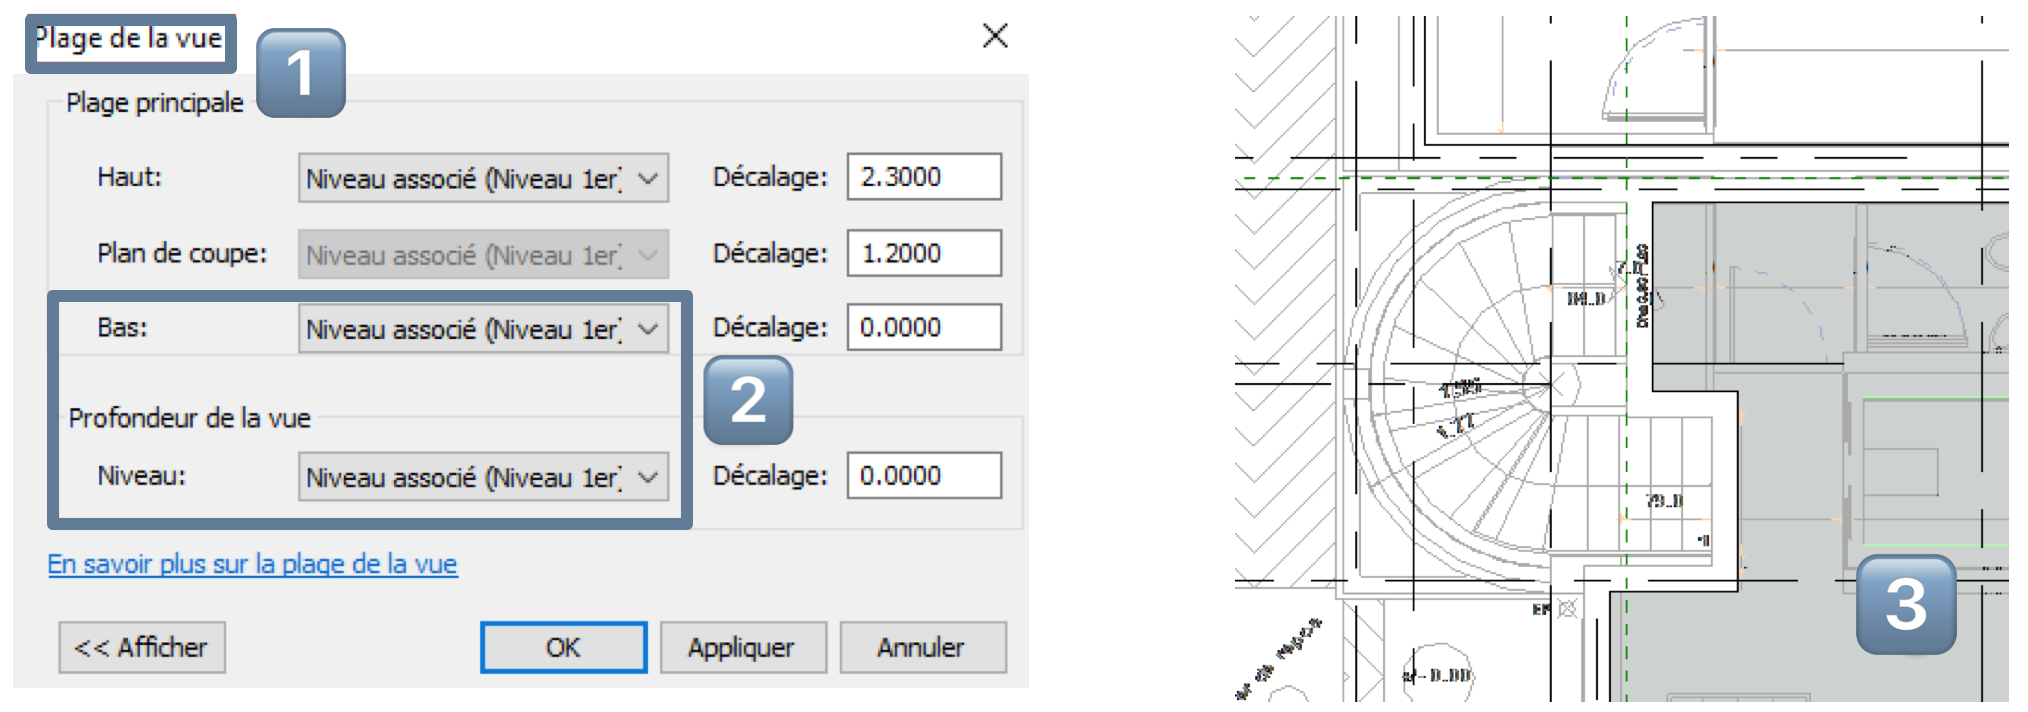 Plage de la vue
1
Plage principale
Haut: Niveau associé (Niveau 1er) Décalage: 2.3000
Plan de coupe: Niveau associé (Niveau 1er) Décalage: 1.2000
Bas: Niveau associé (Niveau 1er) Décalage: 0.0000
2
Profondeur de la vue
Niveau: Niveau associé (Niveau 1er) Décalage: 0.0000
En savoir plus sur la plage de la vue
<< Afficher OK Appliquer Annuler
1.77
3